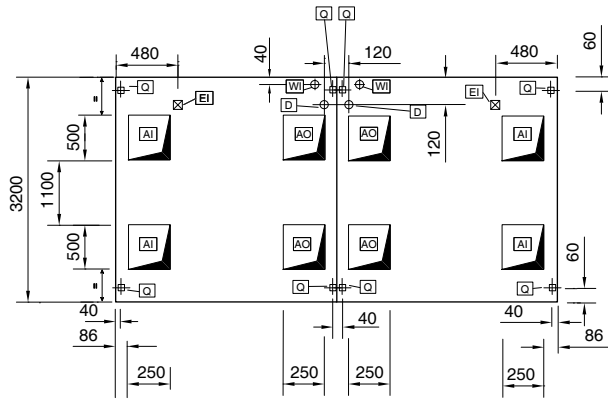 Q Q
480 40 120 480 60
WI WI
Q Q
EI EI
D D
=
500 AI AO AO AI 120
3200 1100
500 AI AO AO AI
=
Q Q Q Q 60
40 40 40
86 86
250 250 250 250